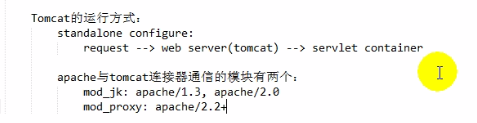 Tomcat的运行方式:
standalone configure:
request --> web server(tomcat) --> servlet container
apache与tomcat连接器通信的模块有两个:
mod_jk: apache/1.3, apache/2.0
mod_proxy: apache/2.2+